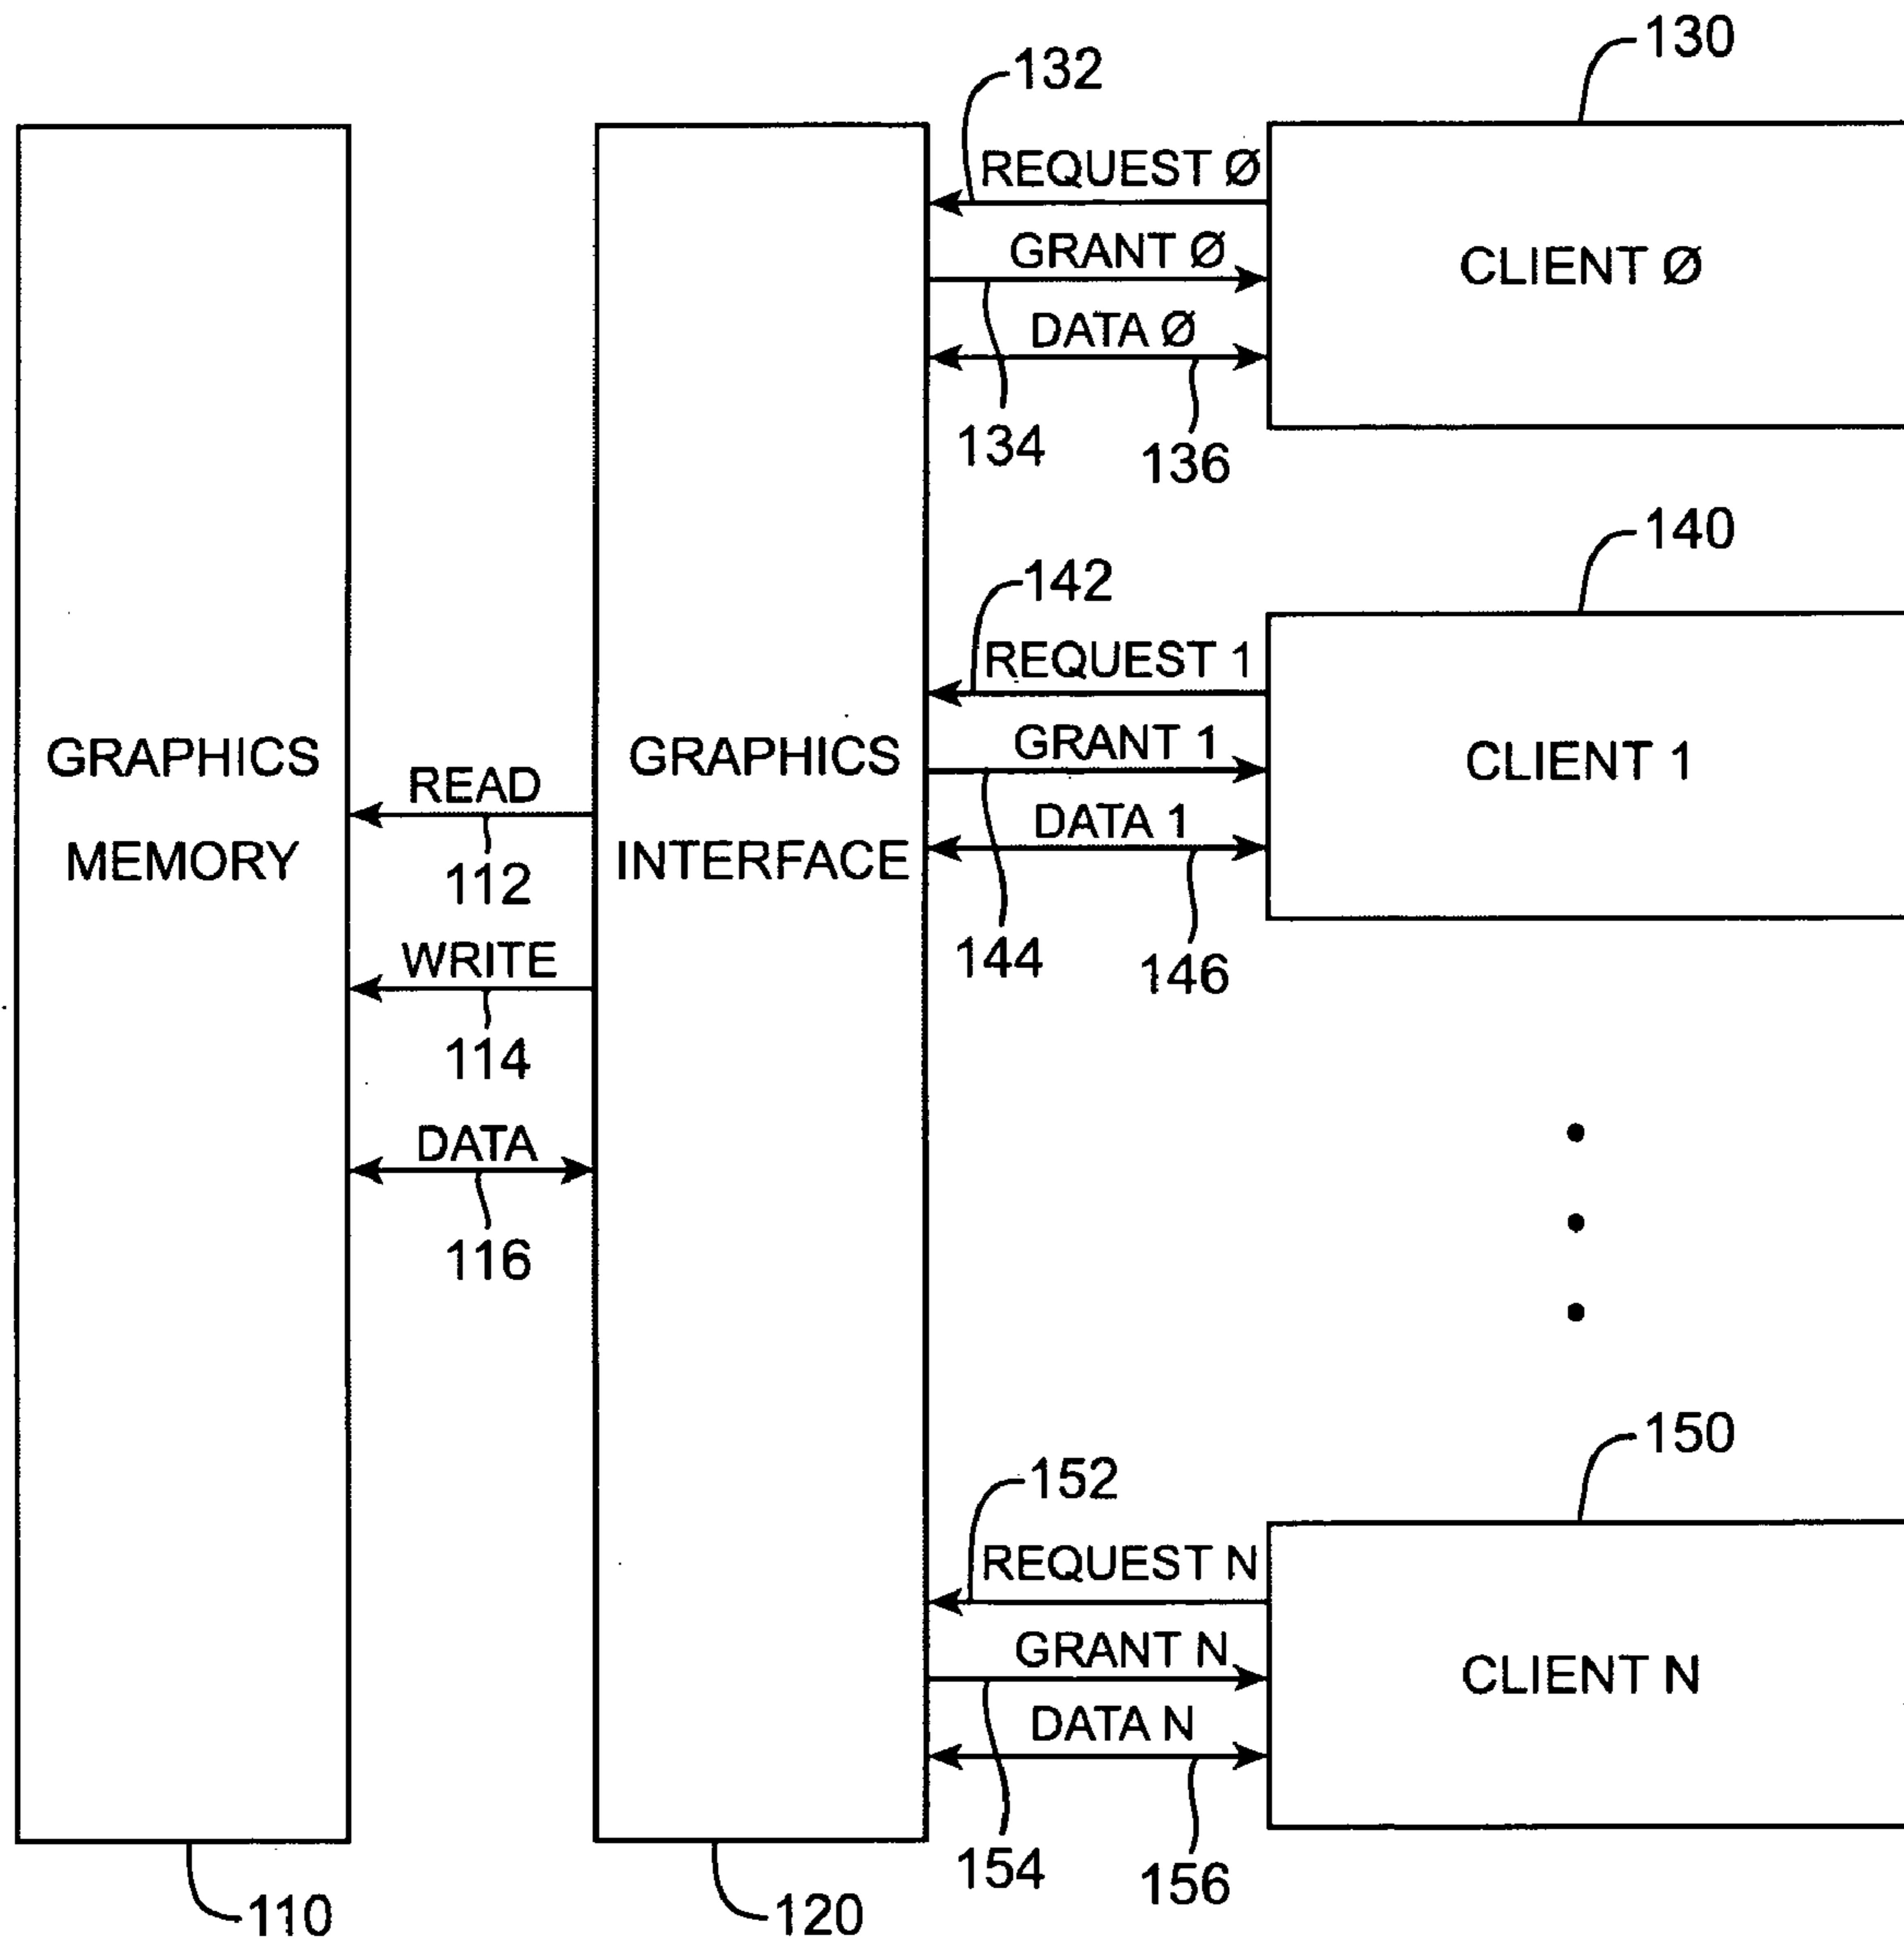 130
132
REQUEST Ø
GRANT Ø
CLIENT Ø
DATA Ø
134
136
140
142
REQUEST 1
GRANT 1
CLIENT 1
DATA 1
144
146
GRAPHICS
MEMORY
READ
112
WRITE
114
DATA
116
GRAPHICS
INTERFACE
150
152
REQUEST N
GRANT N
CLIENT N
DATA N
154
156
110
120